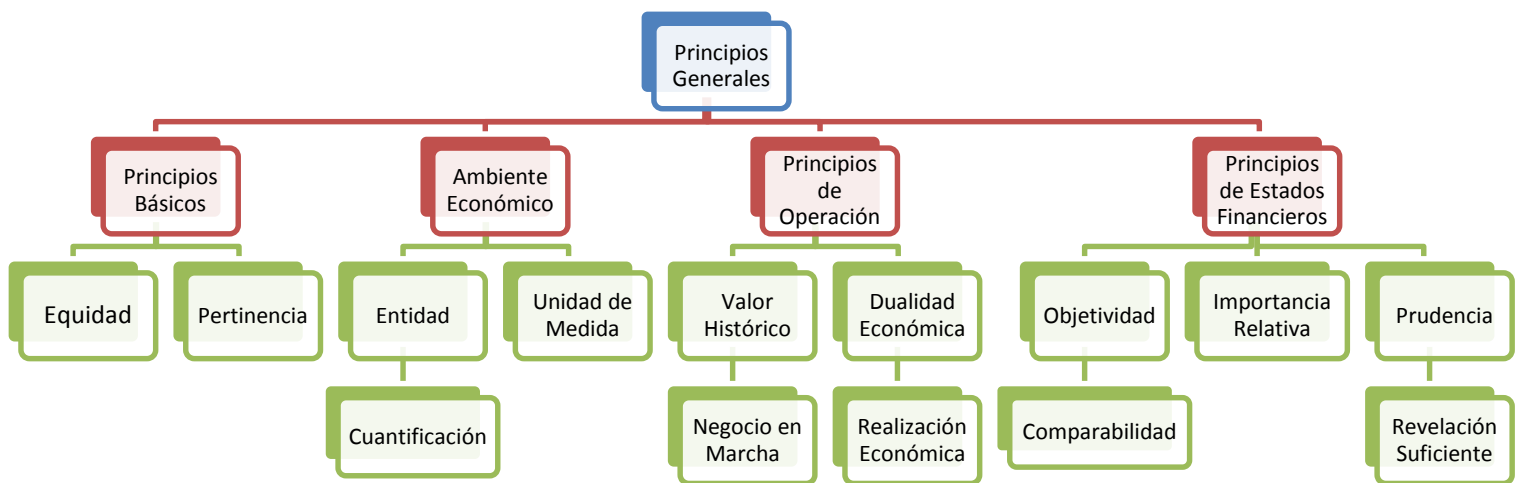 Principios
Generales
Principios
Básicos
Ambiente
Económico
Principios
de
Operación
Principios
de Estados
Financieros
Equidad
Pertinencia
Entidad
Unidad de
Medida
Valor
Histórico
Dualidad
Económica
Objetividad
Importancia
Relativa
Prudencia
Cuantificación
Negocio en
Marcha
Realización
Económica
Comparabilidad
Revelación
Suficiente